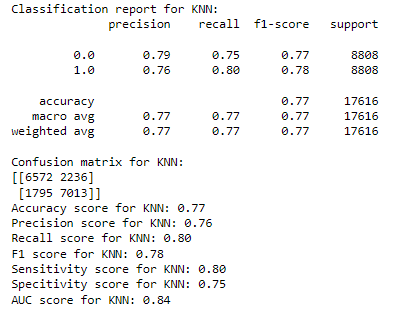 Classification report for KNN:
precision recall f1-score support
0.0 0.79 0.75 0.77 8808
1.0 0.76 0.80 0.78 8808
accuracy 0.77 17616
macro avg 0.77 0.77 0.77 17616
weighted avg 0.77 0.77 0.77 17616
Confusion matrix for KNN:
[[6572 2236]
[1795 7013]]
Accuracy score for KNN: 0.77
Precision score for KNN: 0.76
Recall score for KNN: 0.80
F1 score for KNN: 0.78
Sensitivity score for KNN: 0.80
Specitivity score for KNN: 0.75
AUC score for KNN: 0.84